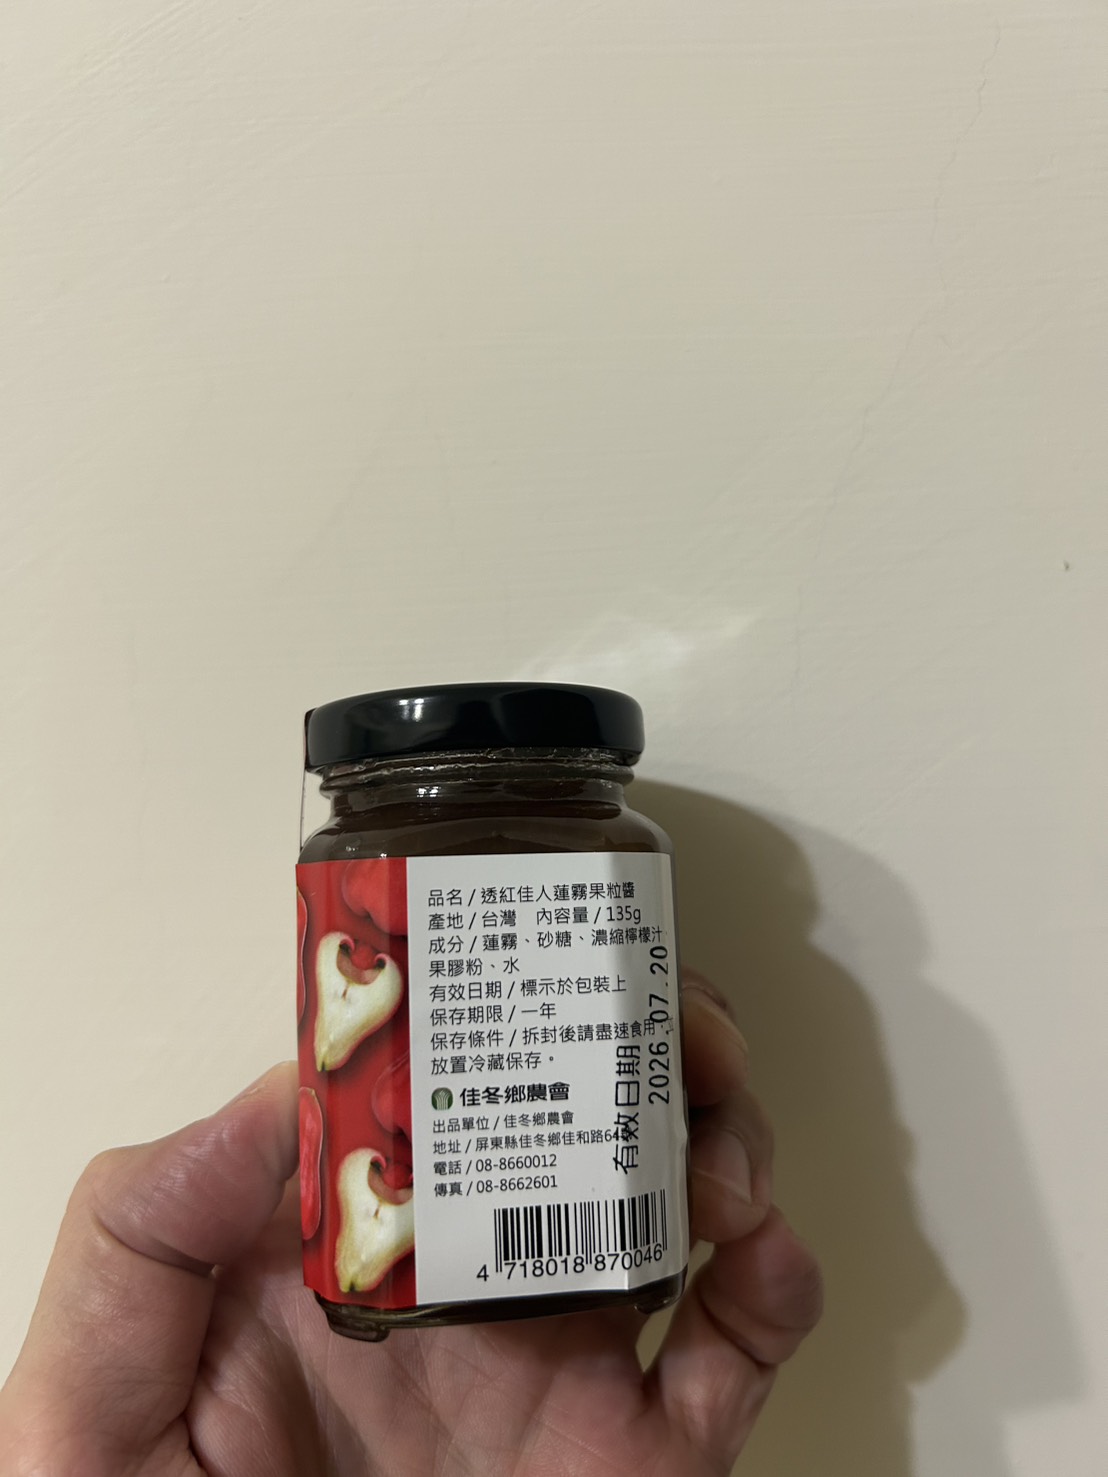 品名 / 透紅佳人蓮霧果粒醬
產地 / 台灣 內容量 / 135g
成分 / 蓮霧、砂糖、濃縮檸檬汁
果膠粉、水
有效日期 / 標示於包裝上
保存期限 / 一年
保存條件 / 拆封後請盡速食用，
放置冷藏保存。
佳冬鄉農會
出品單位 / 佳冬鄉農會
地址 / 屏東縣佳冬鄉佳和路6
電話 / 08-8660012
傳真 / 08-8662601
有效日期
2026.07.20
4 718018 870046